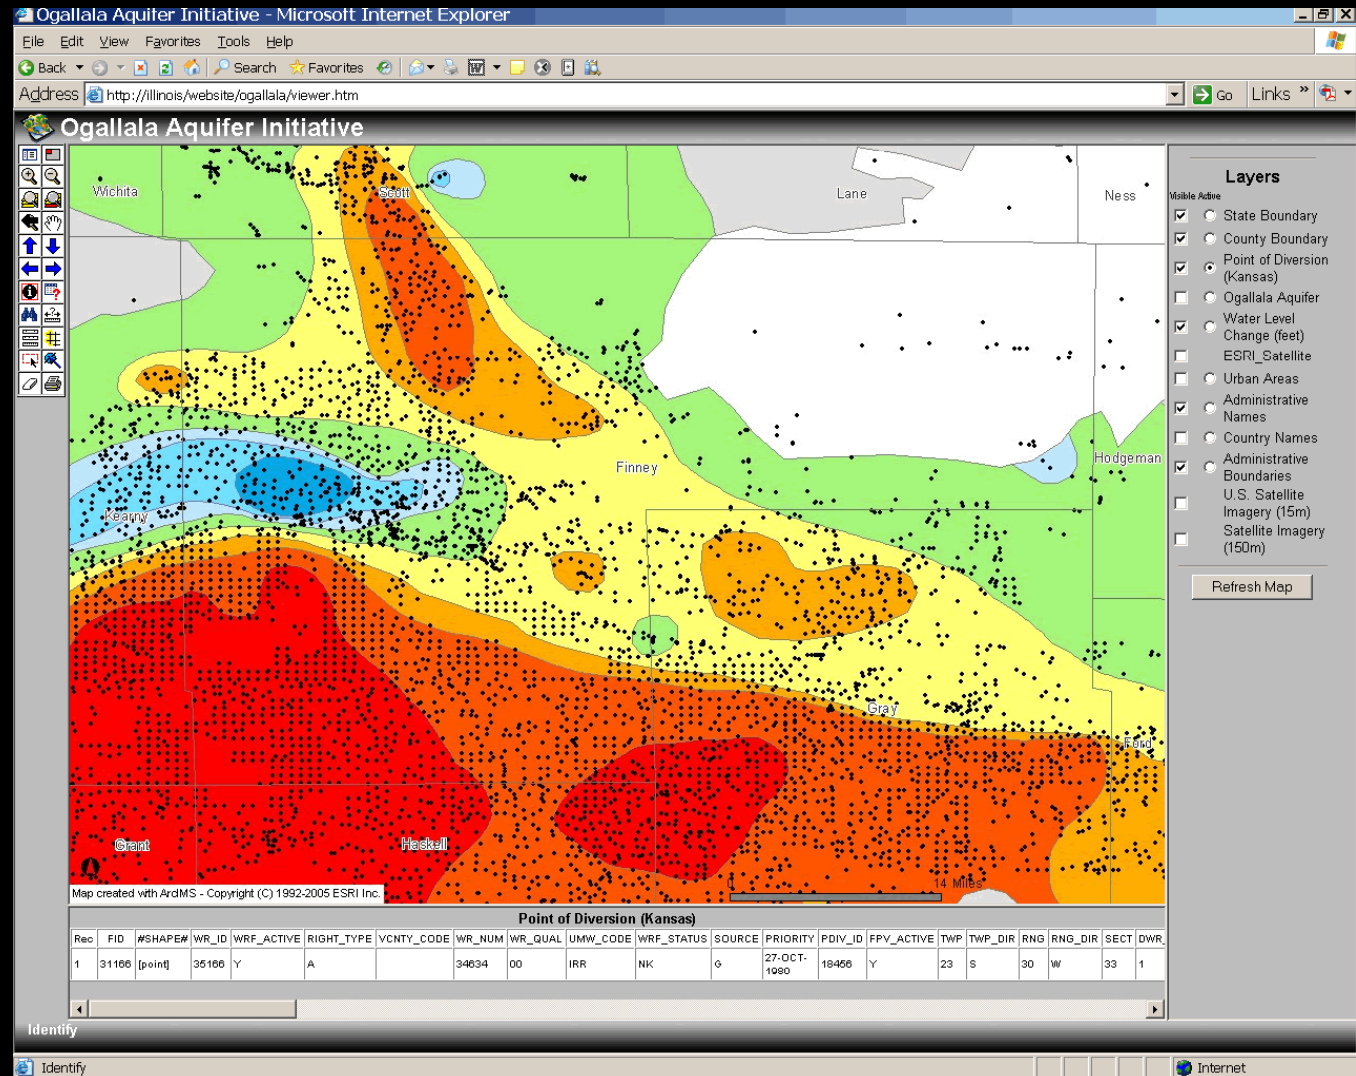 Ogallala Aquifer Initiative - Microsoft Internet Explorer
File Edit View Favorites Tools Help
Back Search Favorites
Address http://illinois/website/ogallala/viewer.htm Go Links »
Ogallala Aquifer Initiative
Wichita
Scott
Lane
Ness
Finney
Hodgeman
Kearny
Gray
Ford
Grant
Haskell
0 14 Miles
Map created with ArcIMS - Copyright (C) 1992-2005 ESRI Inc.
Layers
Visible Active
State Boundary
County Boundary
Point of Diversion
(Kansas)
Ogallala Aquifer
Water Level
Change (feet)
ESRI_Satellite
Urban Areas
Administrative
Names
Country Names
Administrative
Boundaries
U.S. Satellite
Imagery (15m)
Satellite Imagery
(150m)
Refresh Map
Point of Diversion (Kansas)
Rec FID #SHAPE# WR_ID WRF_ACTIVE RIGHT_TYPE VCNTY_CODE WR_NUM WR_QUAL UMW_CODE WRF_STATUS SOURCE PRIORITY PDIV_ID FPV_ACTIVE TWP TWP_DIR RNG RNG_DIR SECT DWR_
1 31166 [point] 35166 Y A 34634 00 IRR NK G 27-OCT-1980 18456 Y 23 S 30 W 33 1
Identify
Identify Internet